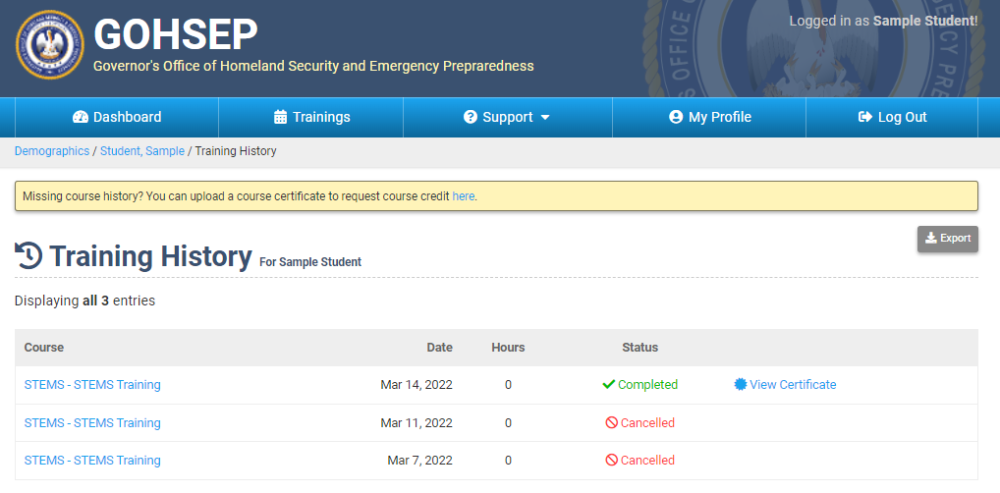 GOHSEP
Governor's Office of Homeland Security and Emergency Prepraredness
Logged in as Sample Student!
Dashboard Trainings Support My Profile Log Out
Demographics / Student, Sample / Training History
Missing course history? You can upload a course certificate to request course credit here.
Export
Training History For Sample Student
Displaying all 3 entries
Course Date Hours Status
STEMS - STEMS Training Mar 14, 2022 0 Completed View Certificate
STEMS - STEMS Training Mar 11, 2022 0 Cancelled
STEMS - STEMS Training Mar 7, 2022 0 Cancelled